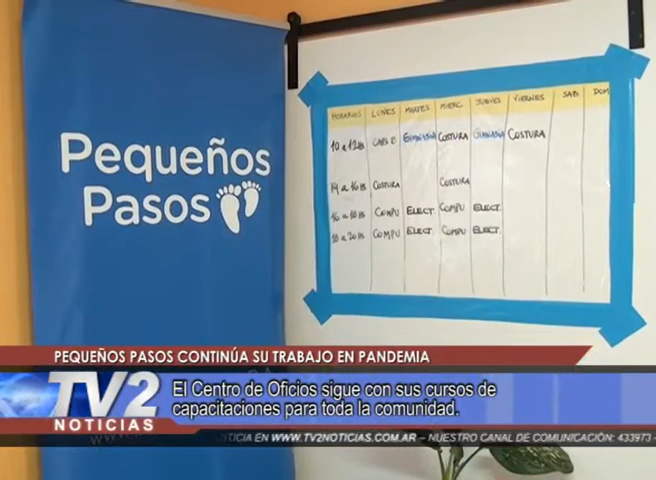 Pequeños
Pasos
HORARIOS LUNES MARTES MIERC. JUEVES VIERNES SAB. DOM
10 a 12 HS GIMNASIA COSTURA GIMNASIA COSTURA
14 a 16 HS COSTURA COSTURA
16 a 18 HS COMPU ELECT. COMPU ELECT.
18 a 20 HS COMPU ELECT. COMPU ELECT.
PEQUEÑOS PASOS CONTINÚA SU TRABAJO EN PANDEMIA
TV2
NOTICIAS
El Centro de Oficios sigue con sus cursos de
capacitaciones para toda la comunidad.
TICIA EN WWW.TV2NOTICIAS.COM.AR – NUESTRO CANAL DE COMUNICACIÓN: 433973 -